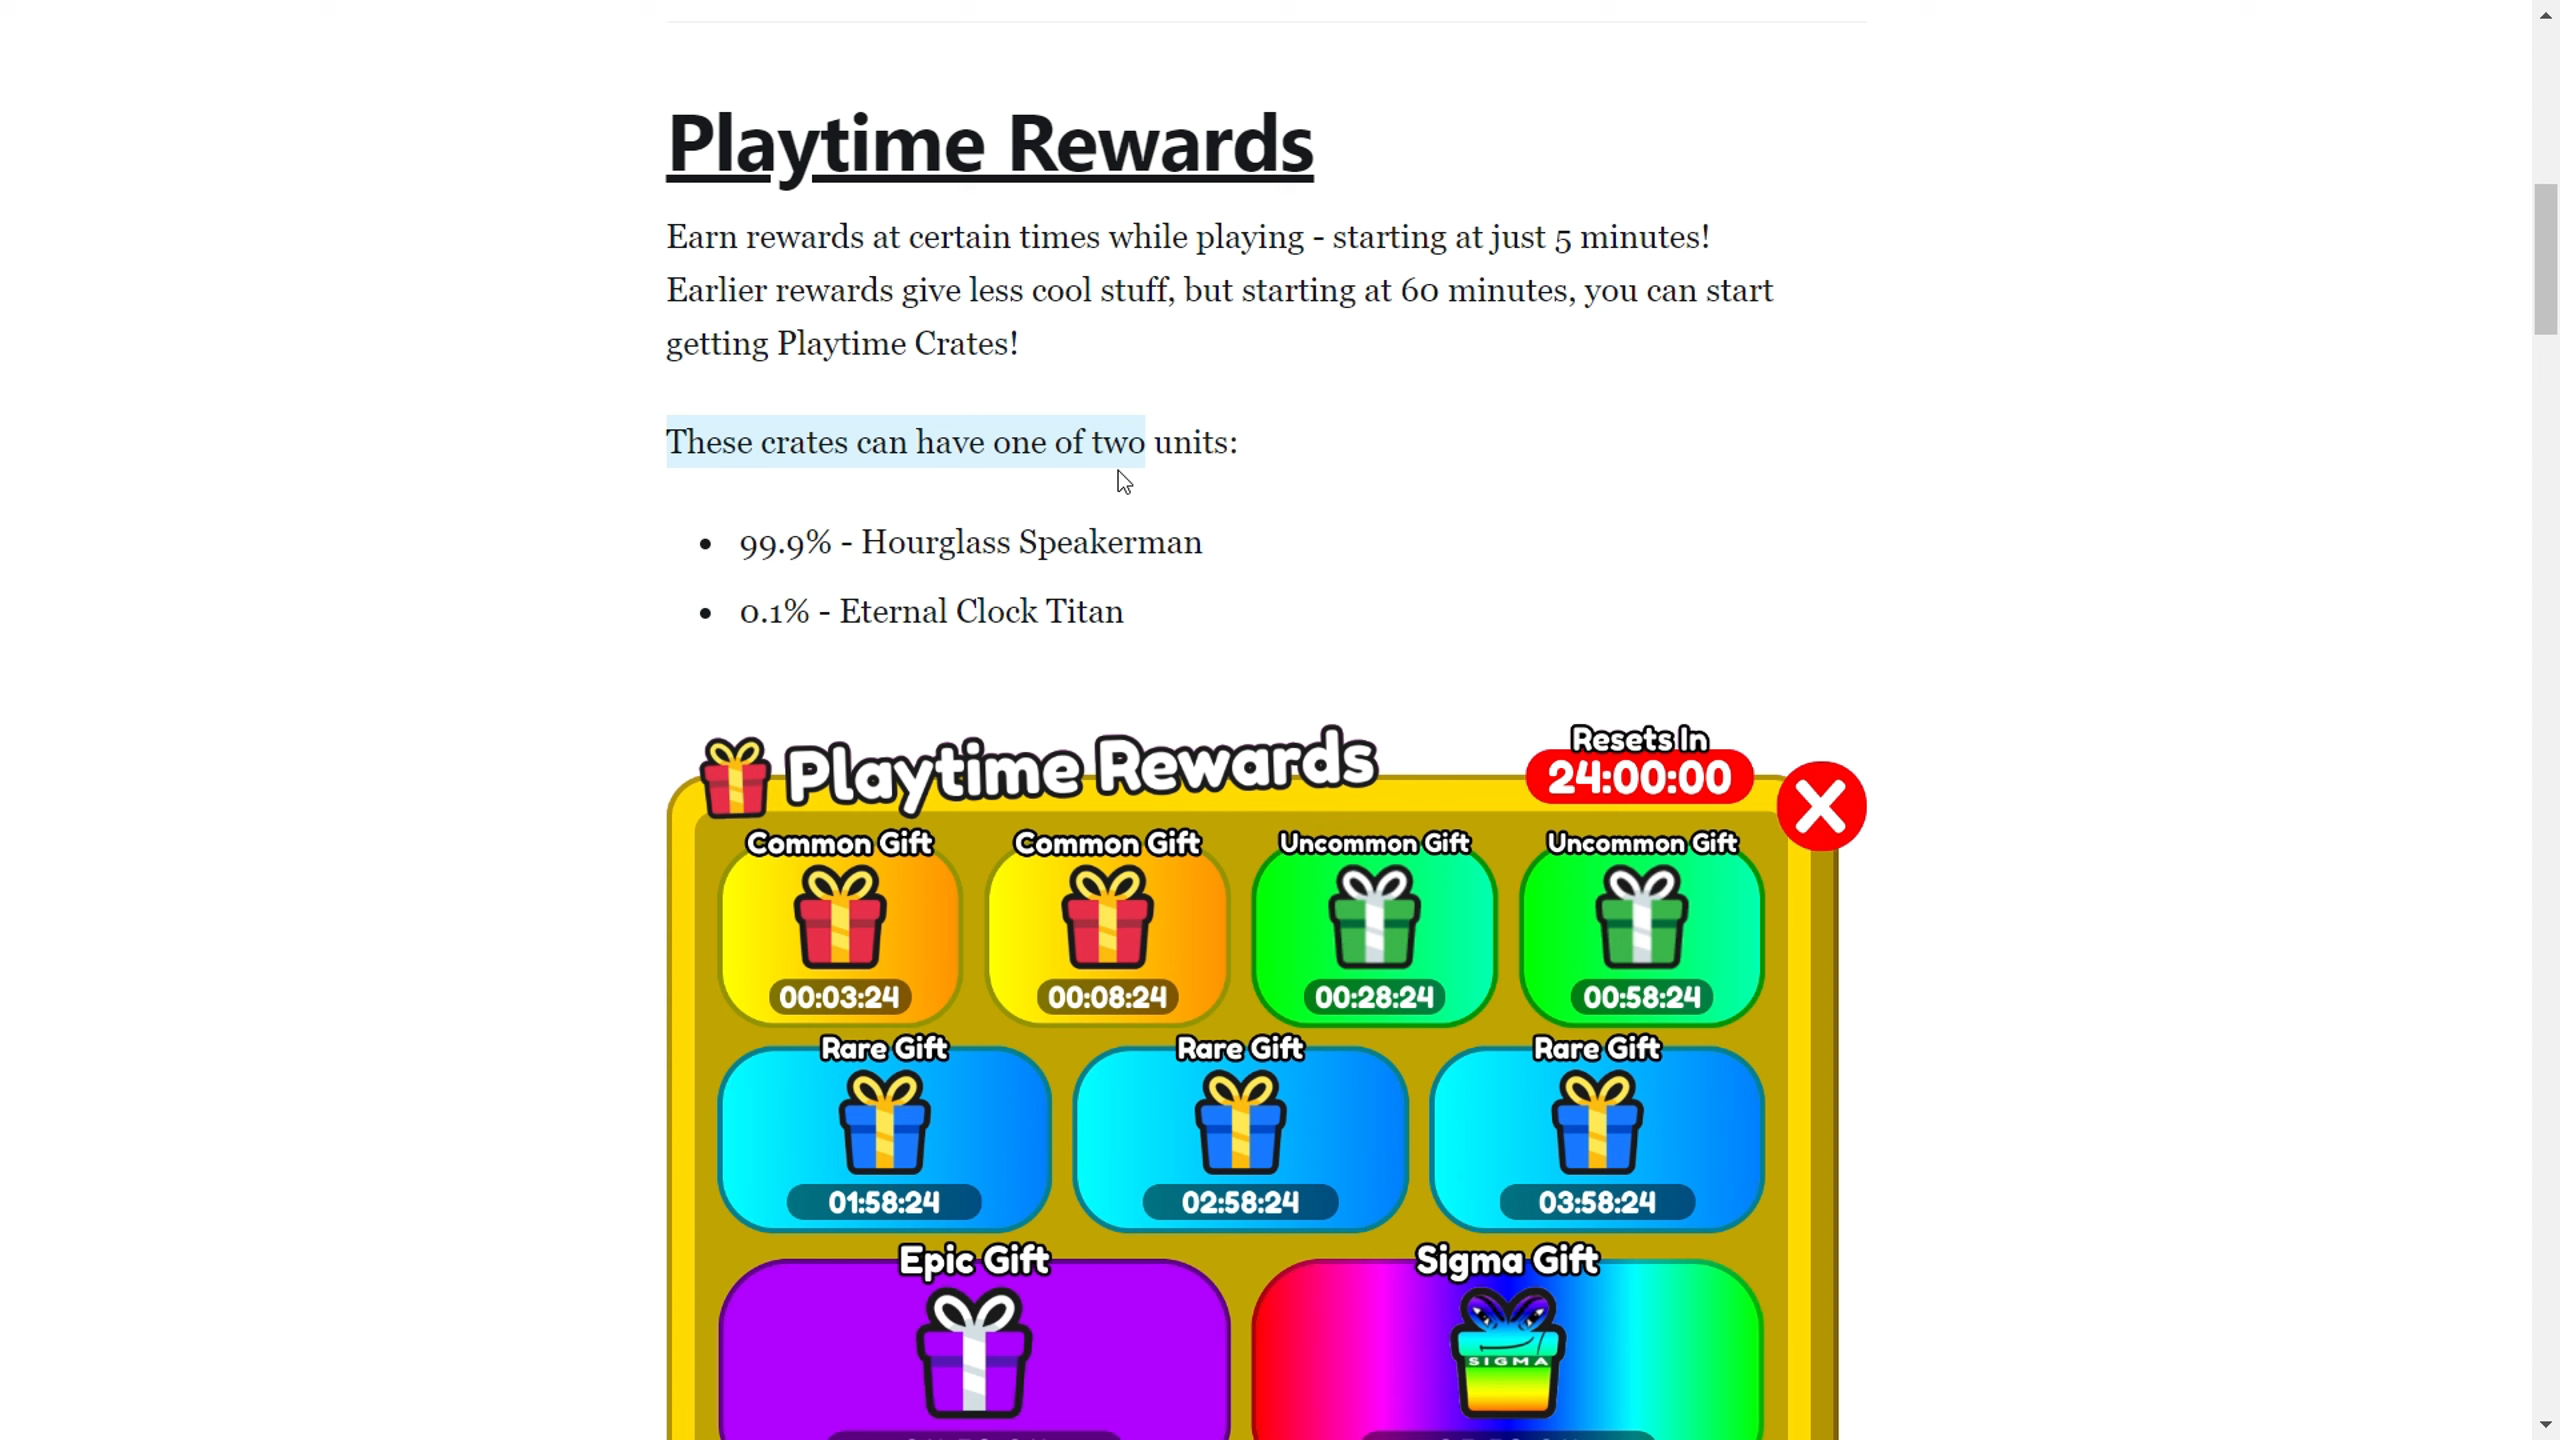 Playtime Rewards
Earn rewards at certain times while playing - starting at just 5 minutes!
Earlier rewards give less cool stuff, but starting at 60 minutes, you can start
getting Playtime Crates!
These crates can have one of two units:
• 99.9% - Hourglass Speakerman
• 0.1% - Eternal Clock Titan
Playtime Rewards
Resets In
24:00:00
Common Gift
Common Gift
Uncommon Gift
Uncommon Gift
00:03:24
00:08:24
00:28:24
00:58:24
Rare Gift
Rare Gift
Rare Gift
01:58:24
02:58:24
03:58:24
Epic Gift
Sigma Gift
SIGMA